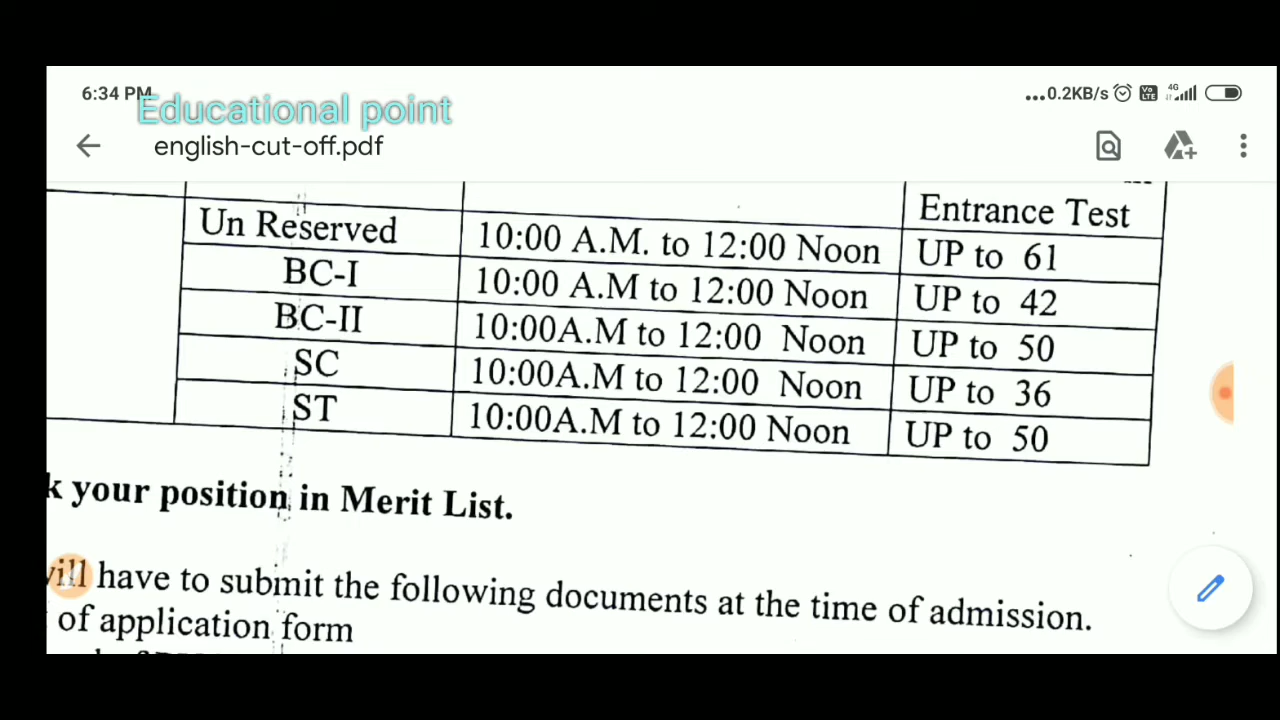 6:34 PM
...0.2KB/s Vo LTE 4G
Educational point
english-cut-off.pdf
Entrance Test
Un Reserved 10:00 A.M. to 12:00 Noon UP to 61
BC-I 10:00 A.M to 12:00 Noon UP to 42
BC-II 10:00A.M to 12:00 Noon UP to 50
SC 10:00A.M to 12:00 Noon UP to 36
ST 10:00A.M to 12:00 Noon UP to 50
k your position in Merit List.
will have to submit the following documents at the time of admission.
of application form